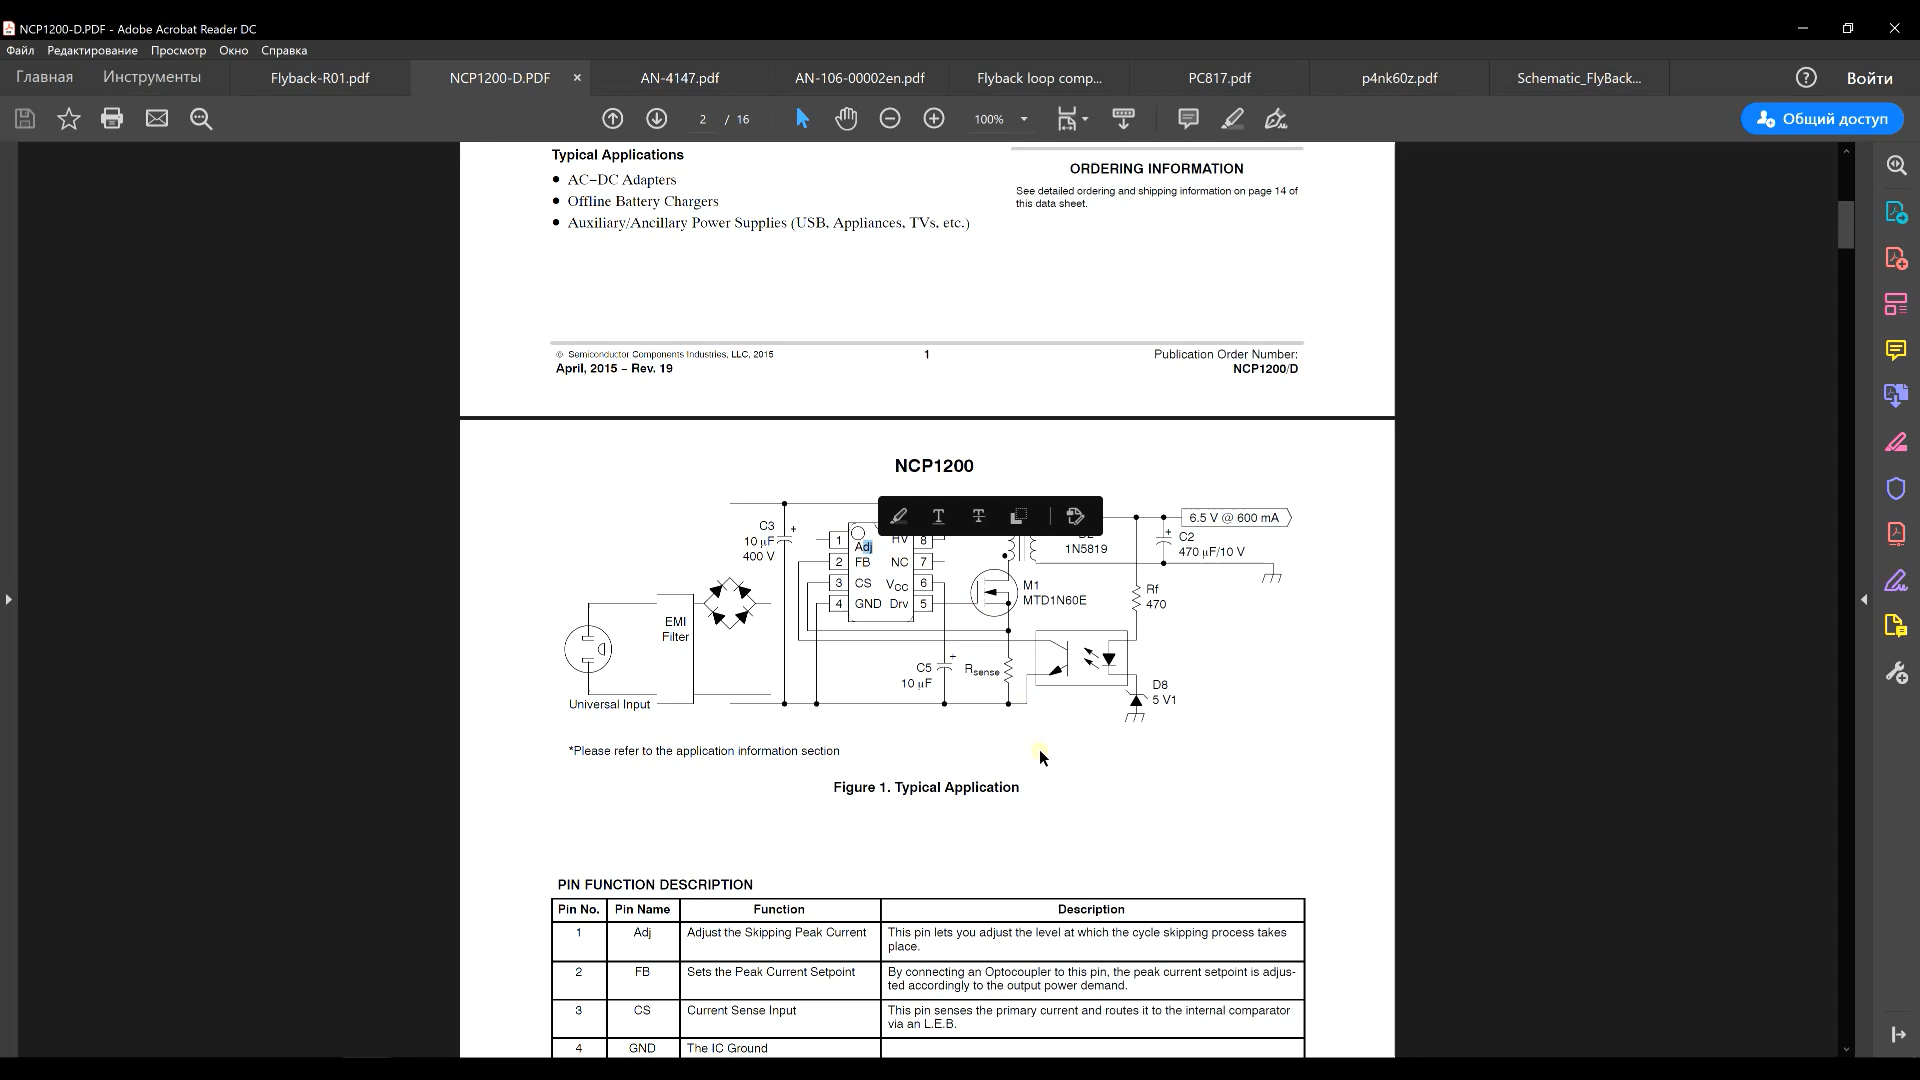 NCP1200-D.PDF - Adobe Acrobat Reader DC
Файл Редактирование Просмотр Окно Справка
Главная Инструменты Flyback-R01.pdf NCP1200-D.PDF × AN-4147.pdf AN-106-00002en.pdf Flyback loop comp... PC817.pdf p4nk60z.pdf Schematic_FlyBack... Войти
2 / 16 100% Общий доступ
Typical Applications
• AC−DC Adapters
• Offline Battery Chargers
• Auxiliary/Ancillary Power Supplies (USB, Appliances, TVs, etc.)
ORDERING INFORMATION
See detailed ordering and shipping information on page 14 of
this data sheet.
© Semiconductor Components Industries, LLC, 2015
April, 2015 − Rev. 19
1
Publication Order Number:
NCP1200/D
NCP1200
C3
10 µF
400 V
+
1 Adj HV 8
2 FB NC 7
3 CS VCC 6
4 GND Drv 5
1N5819
6.5 V @ 600 mA
+
C2
470 µF/10 V
M1
MTD1N60E
Rf
470
EMI
Filter
Universal Input
C5
10 µF
+
Rsense
D8
5 V1
*Please refer to the application information section
Figure 1. Typical Application
PIN FUNCTION DESCRIPTION
Pin No. Pin Name Function Description
1 Adj Adjust the Skipping Peak Current This pin lets you adjust the level at which the cycle skipping process takes
place.
2 FB Sets the Peak Current Setpoint By connecting an Optocoupler to this pin, the peak current setpoint is adjus-
ted accordingly to the output power demand.
3 CS Current Sense Input This pin senses the primary current and routes it to the internal comparator
via an L.E.B.
4 GND The IC Ground